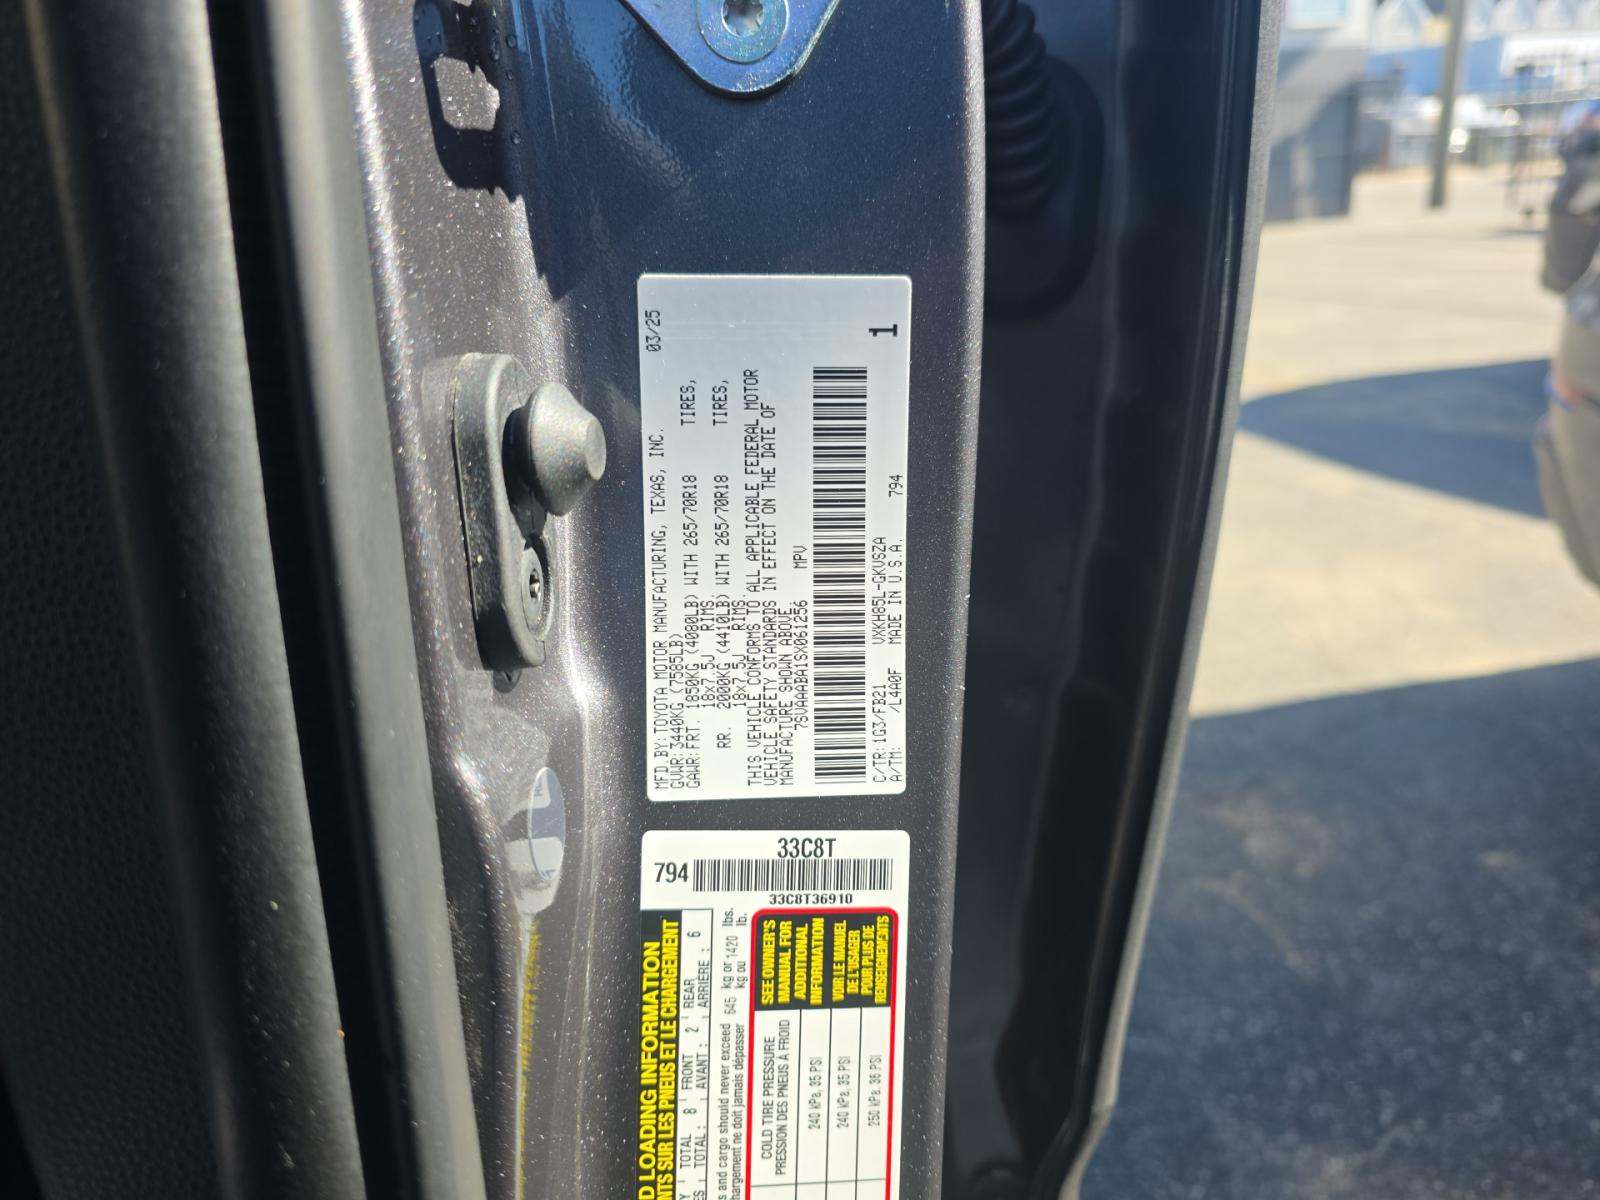 03/25
MFD.BY:TOYOTA MOTOR MANUFACTURING, TEXAS, INC.
GVWR:3440KG (7585LB)
GAWR:FRT. 1850KG (4080LB) WITH 265/70R18 TIRES,
18x7.5J RIMS.
RR. 2000KG (4410LB) WITH 265/70R18 TIRES,
18x7.5J RIMS.
THIS VEHICLE CONFORMS TO ALL APPLICABLE FEDERAL MOTOR
VEHICLE SAFETY STANDARDS IN EFFECT ON THE DATE OF
MANUFACTURE SHOWN ABOVE.
7SVAAABA1SX061256 MPV
1
C/TR:1G3/FB21 VXKH85L-GKVSZA
A/TM: /L4A0F MADE IN U.S.A. 794
33C8T
794
33C8T36910
LOADING INFORMATION
SUR LES PNEUS ET LE CHARGEMENT
TOTAL 8 FRONT 2 REAR 6
TOTAL: AVANT: ARRIÈRE:
and cargo should never exceed 645 kg or 1420 lbs.
ne doit jamais dépasser kg ou lb.
COLD TIRE PRESSURE
PRESSION DES PNEUS À FROID
240 kPa, 35 PSI
240 kPa, 35 PSI
250 kPa, 36 PSI
SEE OWNER'S
MANUAL FOR
ADDITIONAL
INFORMATION
VOIR LE MANUEL
DE L'USAGER
POUR PLUS DE
RENSEIGNEMENTS